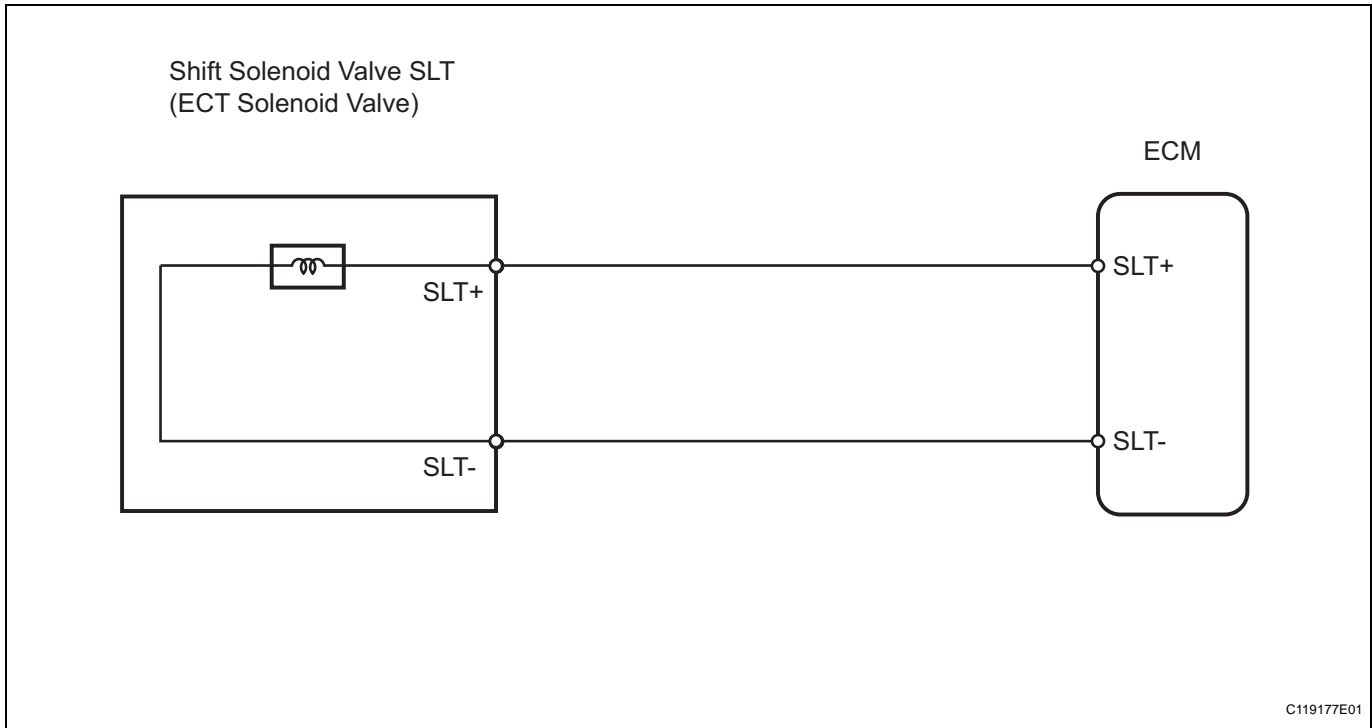 Shift Solenoid Valve SLT
(ECT Solenoid Valve)
ECM
SLT+
SLT+
SLT-
SLT-
C119177E01